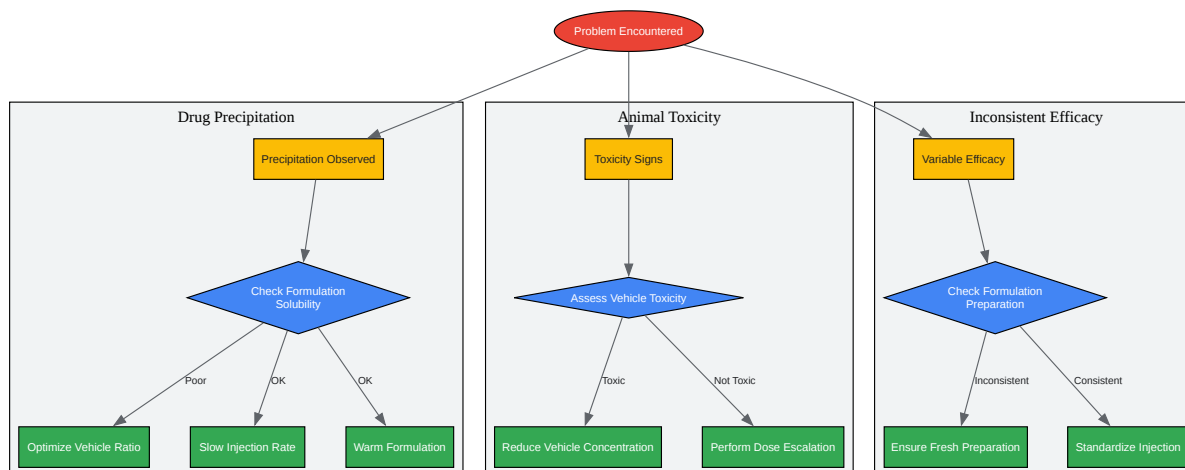 Problem Encountered
Drug Precipitation
Animal Toxicity
Inconsistent Efficacy
Precipitation Observed
Toxicity Signs
Variable Efficacy
Check Formulation
Solubility
Assess Vehicle Toxicity
Check Formulation
Preparation
Poor
OK
OK
Toxic
Not Toxic
Inconsistent
Consistent
Optimize Vehicle Ratio
Slow Injection Rate
Warm Formulation
Reduce Vehicle Concentration
Perform Dose Escalation
Ensure Fresh Preparation
Standardize Injection